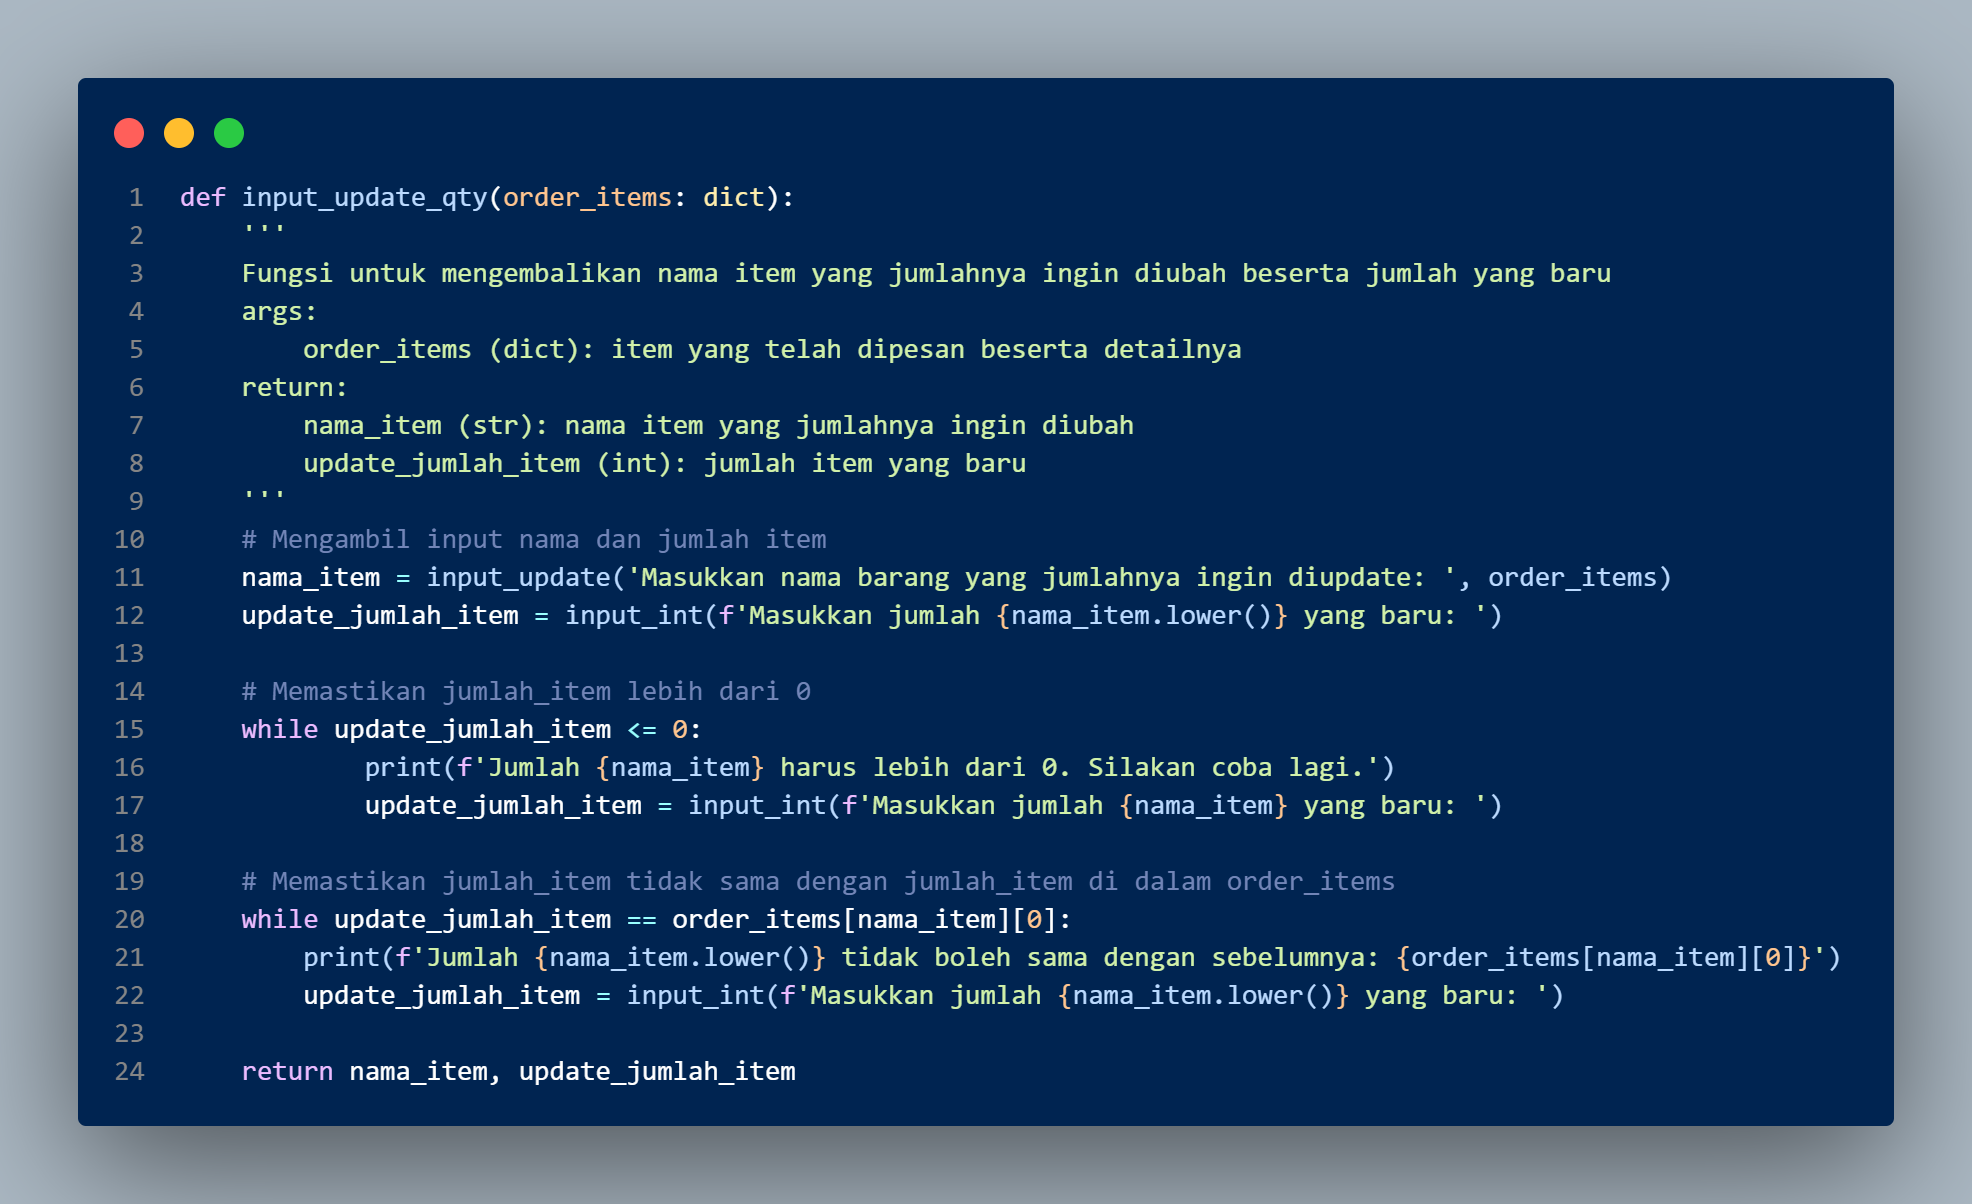 1 def input_update_qty(order_items: dict):
2     '''
3     Fungsi untuk mengembalikan nama item yang jumlahnya ingin diubah beserta jumlah yang baru
4     args:
5         order_items (dict): item yang telah dipesan beserta detailnya
6     return:
7         nama_item (str): nama item yang jumlahnya ingin diubah
8         update_jumlah_item (int): jumlah item yang baru
9     '''
10     # Mengambil input nama dan jumlah item
11     nama_item = input_update('Masukkan nama barang yang jumlahnya ingin diupdate: ', order_items)
12     update_jumlah_item = input_int(f'Masukkan jumlah {nama_item.lower()} yang baru: ')
13
14     # Memastikan jumlah_item lebih dari 0
15     while update_jumlah_item <= 0:
16             print(f'Jumlah {nama_item} harus lebih dari 0. Silakan coba lagi.')
17             update_jumlah_item = input_int(f'Masukkan jumlah {nama_item} yang baru: ')
18
19     # Memastikan jumlah_item tidak sama dengan jumlah_item di dalam order_items
20     while update_jumlah_item == order_items[nama_item][0]:
21         print(f'Jumlah {nama_item.lower()} tidak boleh sama dengan sebelumnya: {order_items[nama_item][0]}')
22         update_jumlah_item = input_int(f'Masukkan jumlah {nama_item.lower()} yang baru: ')
23
24     return nama_item, update_jumlah_item